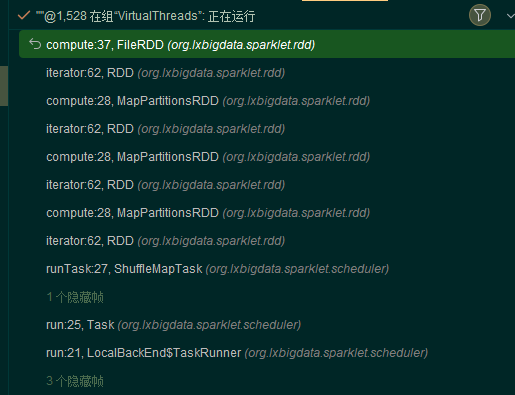 ""@1,528 在组"VirtualThreads": 正在运行
compute:37, FileRDD (org.lxbigdata.sparklet.rdd)
iterator:62, RDD (org.lxbigdata.sparklet.rdd)
compute:28, MapPartitionsRDD (org.lxbigdata.sparklet.rdd)
iterator:62, RDD (org.lxbigdata.sparklet.rdd)
compute:28, MapPartitionsRDD (org.lxbigdata.sparklet.rdd)
iterator:62, RDD (org.lxbigdata.sparklet.rdd)
compute:28, MapPartitionsRDD (org.lxbigdata.sparklet.rdd)
iterator:62, RDD (org.lxbigdata.sparklet.rdd)
runTask:27, ShuffleMapTask (org.lxbigdata.sparklet.scheduler)
1 个隐藏帧
run:25, Task (org.lxbigdata.sparklet.scheduler)
run:21, LocalBackEnd$TaskRunner (org.lxbigdata.sparklet.scheduler)
3 个隐藏帧